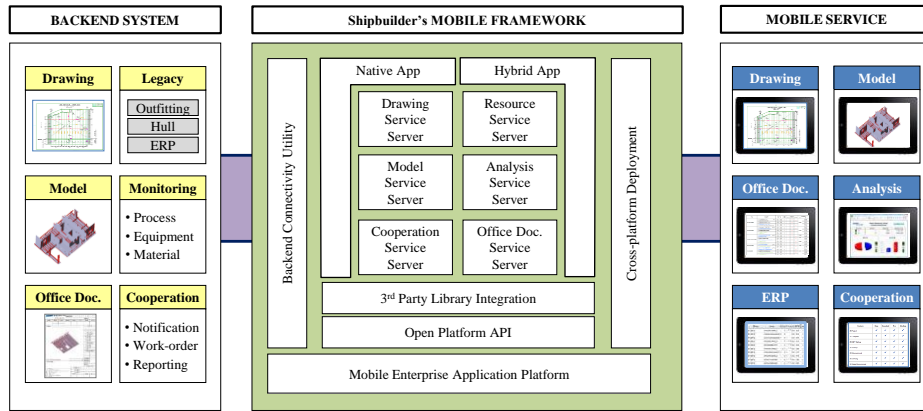 BACKEND SYSTEM
Drawing
Legacy
Outfitting
Hull
ERP
Model
Monitoring
• Process
• Equipment
• Material
Office Doc.
Cooperation
• Notification
• Work-order
• Reporting
Shipbuilder's MOBILE FRAMEWORK
Backend Connectivity Utility
Native App
Hybrid App
Drawing
Service
Server
Resource
Service
Server
Model
Service
Server
Analysis
Service
Server
Cooperation
Service
Server
Office Doc.
Service
Server
3rd Party Library Integration
Open Platform API
Cross-platform Deployment
Mobile Enterprise Application Platform
MOBILE SERVICE
Drawing
Model
Office Doc.
Analysis
ERP
Cooperation